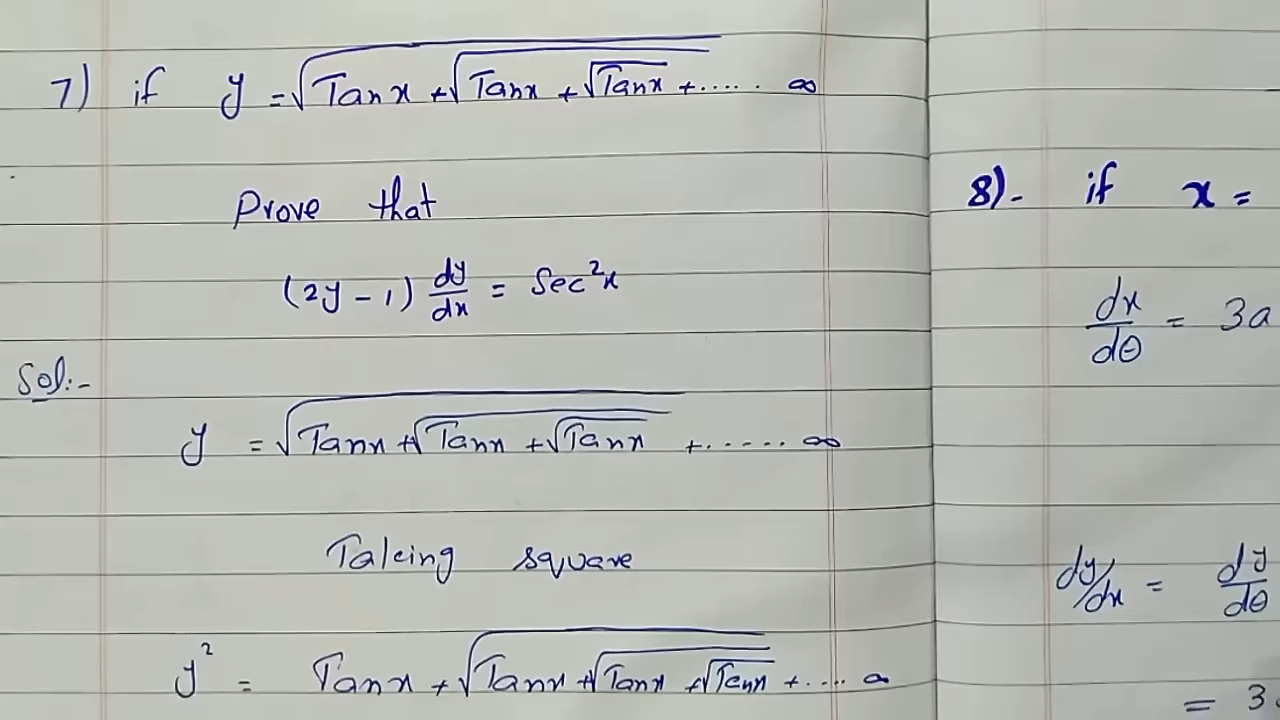 7) if y = √Tan x + √Tan x + √Tan x + ..... ∞
Prove that
(2y - 1) dy/dx = Sec²x
Sol:-
y = √Tan x + √Tan x + √Tan x + ...... ∞
Taking square
y² = Tan x + √Tan x + √Tan x + √Tan x + .... ∞
8)- if x =
dx/dθ = 3a
dy/dx = dy/dθ
= 3